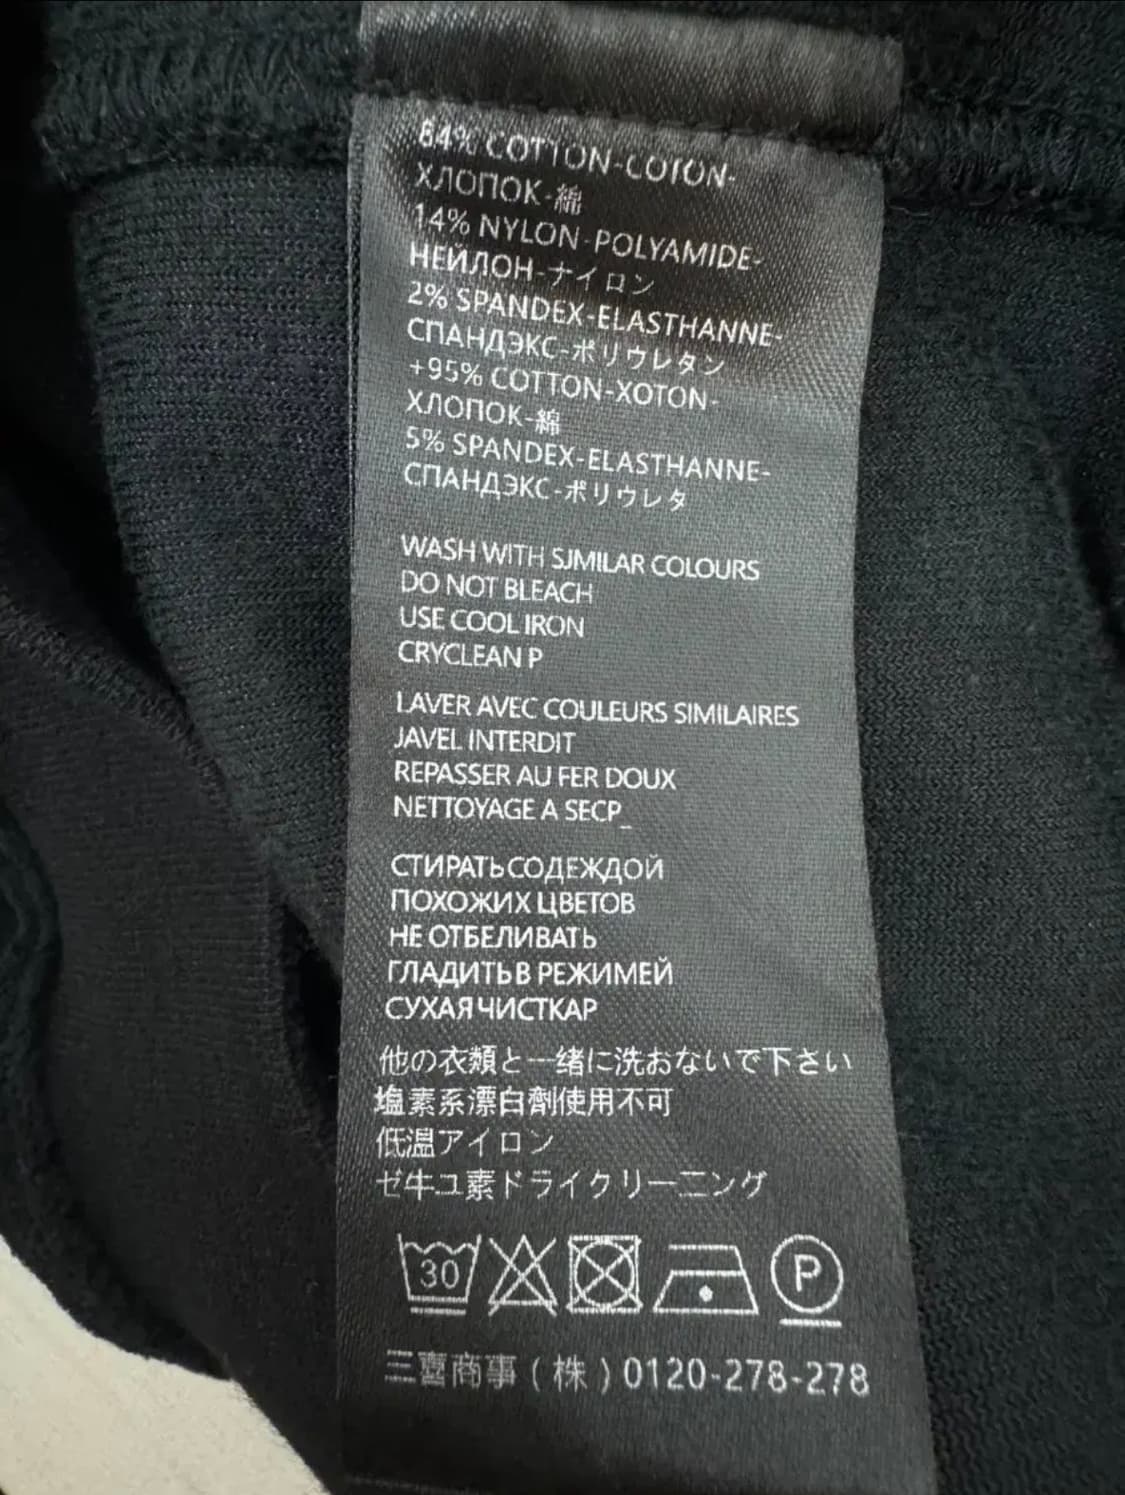 84% COTTON-COTON-
ХЛОПОК-綿
14% NYLON-POLYAMIDE-
НЕЙЛОН-ナイロン
2% SPANDEX-ELASTHANNE-
СПАНДЭКС-ポリウレタン
+95% COTTON-XOTON-
ХЛОПОК-綿
5% SPANDEX-ELASTHANNE-
СПАНДЭКС-ポリウレタ
WASH WITH SJMILAR COLOURS
DO NOT BLEACH
USE COOL IRON
CRYCLEAN P
LAVER AVEC COULEURS SIMILAIRES
JAVEL INTERDIT
REPASSER AU FER DOUX
NETTOYAGE A SECP_
СТИРАТЬСОДЕЖДОЙ
ПОХОЖИХ ЦВЕТОВ
НЕ ОТБЕЛИВАТЬ
ГЛАДИТЬВ РЕЖИМЕЙ
СУХАЯЧИСТКАР
他の衣類と一緒に洗おないで下さい
塩素系漂白劑使用不可
低温アイロン
ゼ牛ユ素ドライクリーニング
30 P
三喜商事(株)0120-278-278